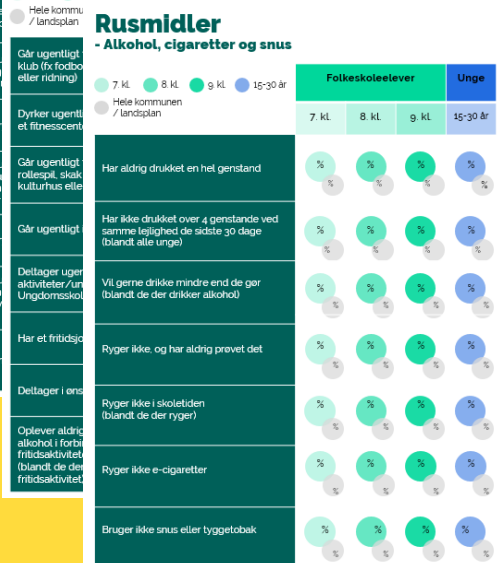 Hele kommu
/ landsplan
Går ugentligt
klub (fx fodbo
eller ridning)
Dyrker ugentl
et fitnesscent
Går ugentligt
rollespil, skak
kulturhus elle
Går ugentligt
Deltager uger
aktiviteter/un
Ungdomsskol
Har et fritidsjo
Deltager i øns
Oplever aldrig
alkohol i forbi
fritidsaktivitet
(blandt de der
fritidsaktivitet)
Rusmidler
- Alkohol, cigaretter og snus
7. kl. 8. kl. 9. kl. 15-30 år
Hele kommunen
/ landsplan
Folkeskoleelever Unge
7. kl. 8. kl. 9. kl. 15-30 år
Har aldrig drukket en hel genstand
% % % %
% % % %
Har ikke drukket over 4 genstande ved
samme lejlighed de sidste 30 dage
(blandt alle unge)
% % % %
% % % %
Vil gerne drikke mindre end de gør
(blandt de der drikker alkohol)
% % % %
% % % %
Ryger ikke, og har aldrig prøvet det
% % % %
% % % %
Ryger ikke i skoletiden
(blandt de der ryger)
% % % %
% % % %
Ryger ikke e-cigaretter
% % % %
% % % %
Bruger ikke snus eller tyggetobak
% % % %
% % % %